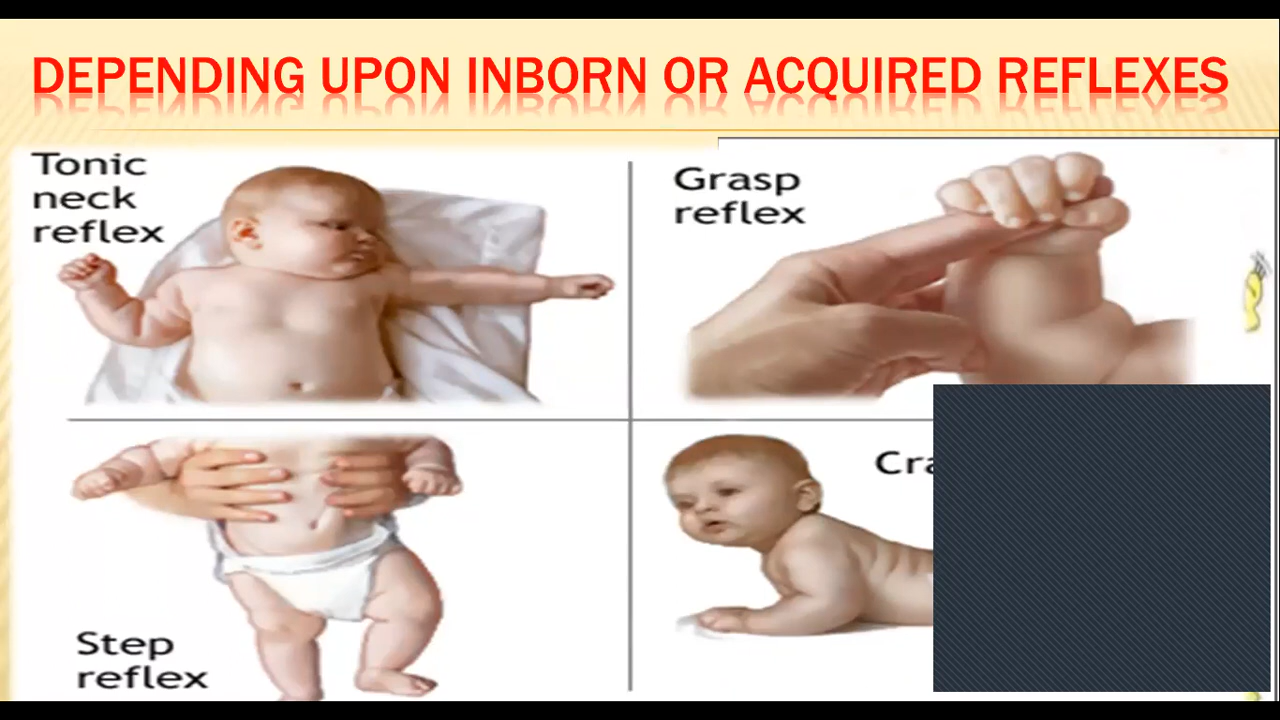 DEPENDING UPON INBORN OR ACQUIRED REFLEXES
Tonic
neck
reflex
Grasp
reflex
Step
reflex